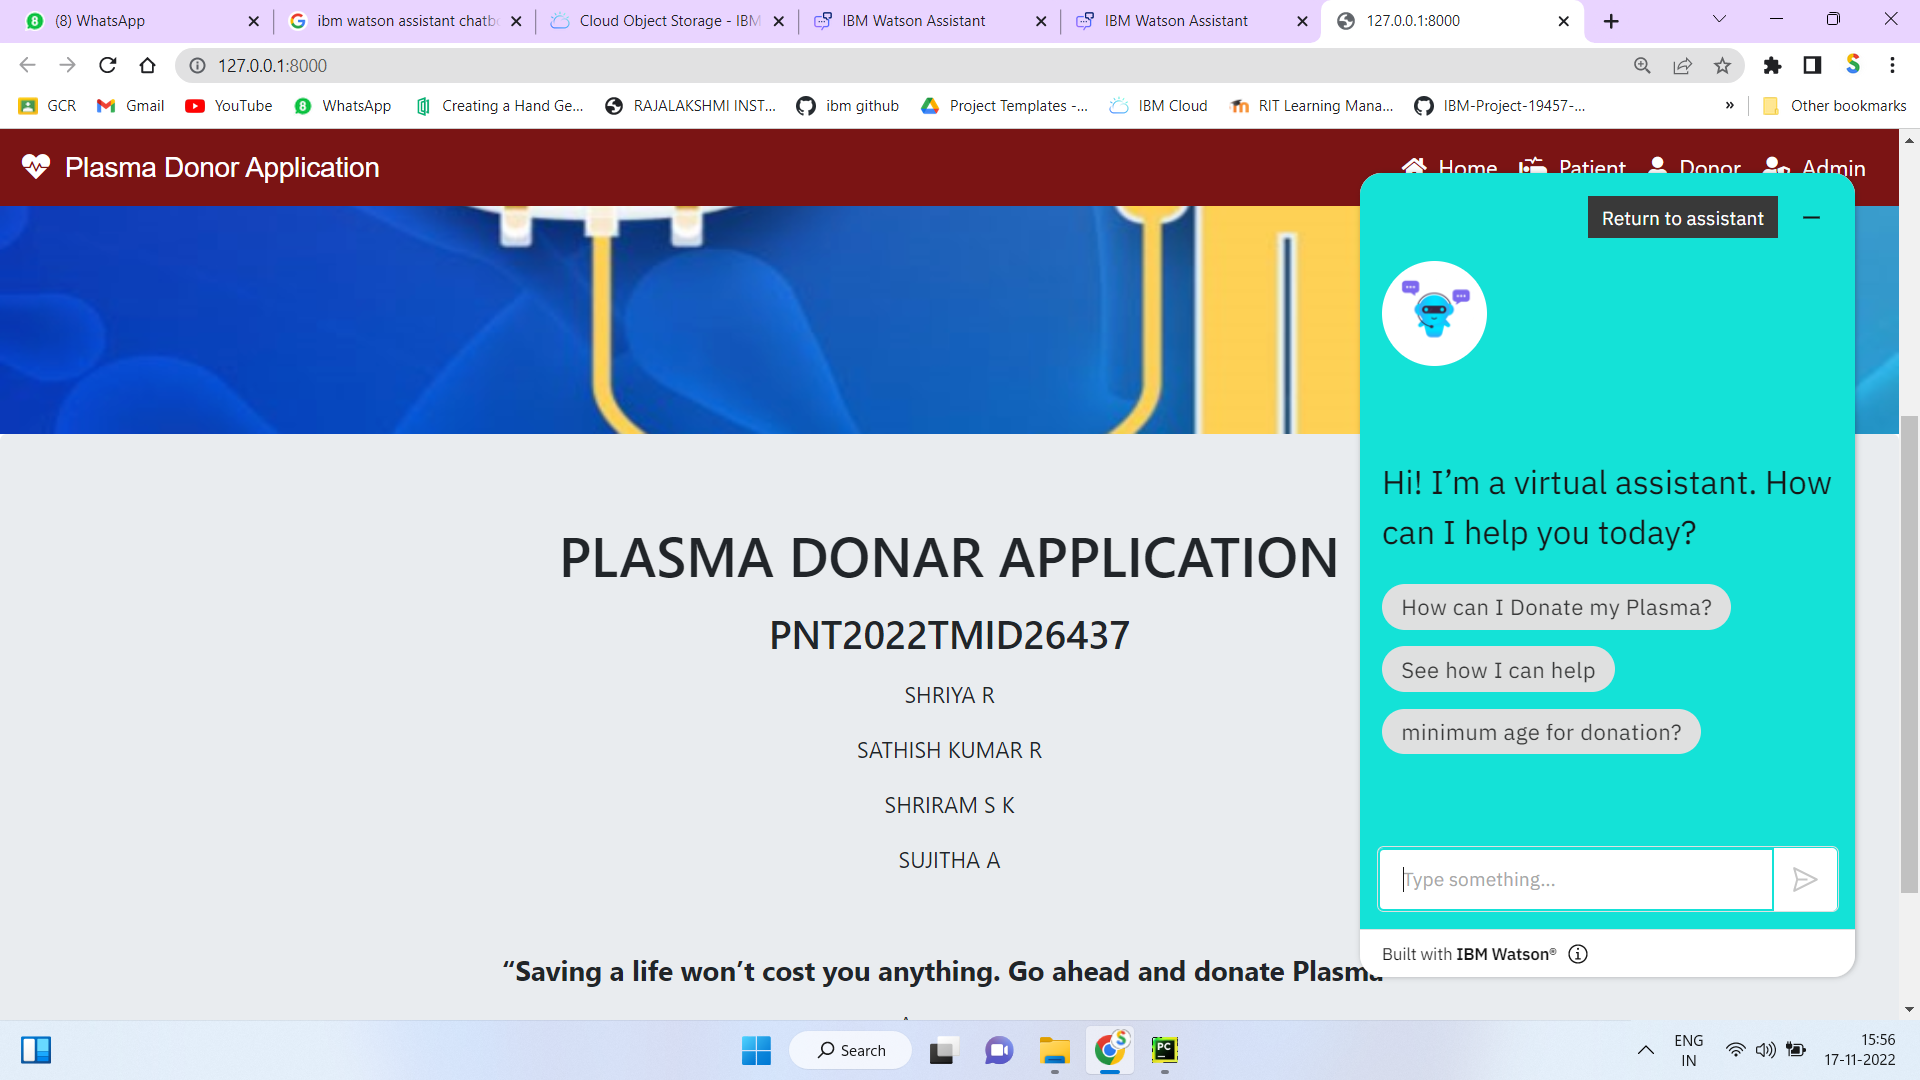 (8) WhatsApp
ibm watson assistant chatb
Cloud Object Storage - IBM
IBM Watson Assistant
IBM Watson Assistant
127.0.0.1:8000
127.0.0.1:8000
GCR
Gmail
YouTube
WhatsApp
Creating a Hand Ge...
RAJALAKSHMI INST...
ibm github
Project Templates -...
IBM Cloud
RIT Learning Mana...
IBM-Project-19457-...
»
Other bookmarks
Plasma Donor Application
Home
Patient
Donor
Admin
Return to assistant
Hi! I’m a virtual assistant. How
can I help you today?
How can I Donate my Plasma?
See how I can help
minimum age for donation?
Type something...
Built with IBM Watson®
PLASMA DONAR APPLICATION
PNT2022TMID26437
SHRIYA R
SATHISH KUMAR R
SHRIRAM S K
SUJITHA A
“Saving a life won’t cost you anything. Go ahead and donate Plasma
Search
PC
ENG
IN
15:56
17-11-2022